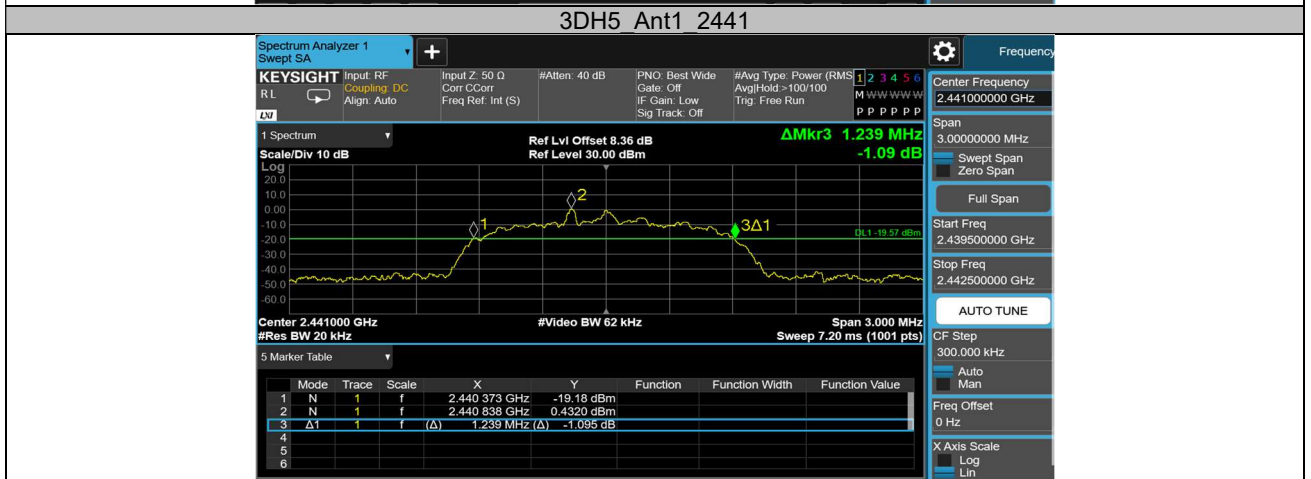 3DH5_Ant1_2441
Spectrum Analyzer 1
Swept SA
+
Frequency
KEYSIGHT
RL
LXI
Input: RF
Coupling: DC
Align: Auto
Input Z: 50 Ω
Corr CCorr
Freq Ref: Int (S)
#Atten: 40 dB
PNO: Best Wide
Gate: Off
IF Gain: Low
Sig Track: Off
#Avg Type: Power (RMS
Avg|Hold:>100/100
Trig: Free Run
1 2 3 4 5 6
M W W W W W
P P P P P P
1 Spectrum
Scale/Div 10 dB
Ref Lvl Offset 8.36 dB
Ref Level 30.00 dBm
ΔMkr3 1.239 MHz
-1.09 dB
Log
20.0
10.0
0.00
-10.0
-20.0
-30.0
-40.0
-50.0
-60.0
1
2
3Δ1
DL1 -19.57 dBm
Center 2.441000 GHz
#Video BW 62 kHz
Span 3.000 MHz
#Res BW 20 kHz
Sweep 7.20 ms (1001 pts)
5 Marker Table
Mode Trace Scale X Y Function Function Width Function Value
1 N 1 f 2.440 373 GHz -19.18 dBm
2 N 1 f 2.440 838 GHz 0.4320 dBm
3 Δ1 1 f (Δ) 1.239 MHz (Δ) -1.095 dB
4
5
6
Center Frequency
2.441000000 GHz
Span
3.00000000 MHz
Swept Span
Zero Span
Full Span
Start Freq
2.439500000 GHz
Stop Freq
2.442500000 GHz
AUTO TUNE
CF Step
300.000 kHz
Auto
Man
Freq Offset
0 Hz
X Axis Scale
Log
Lin